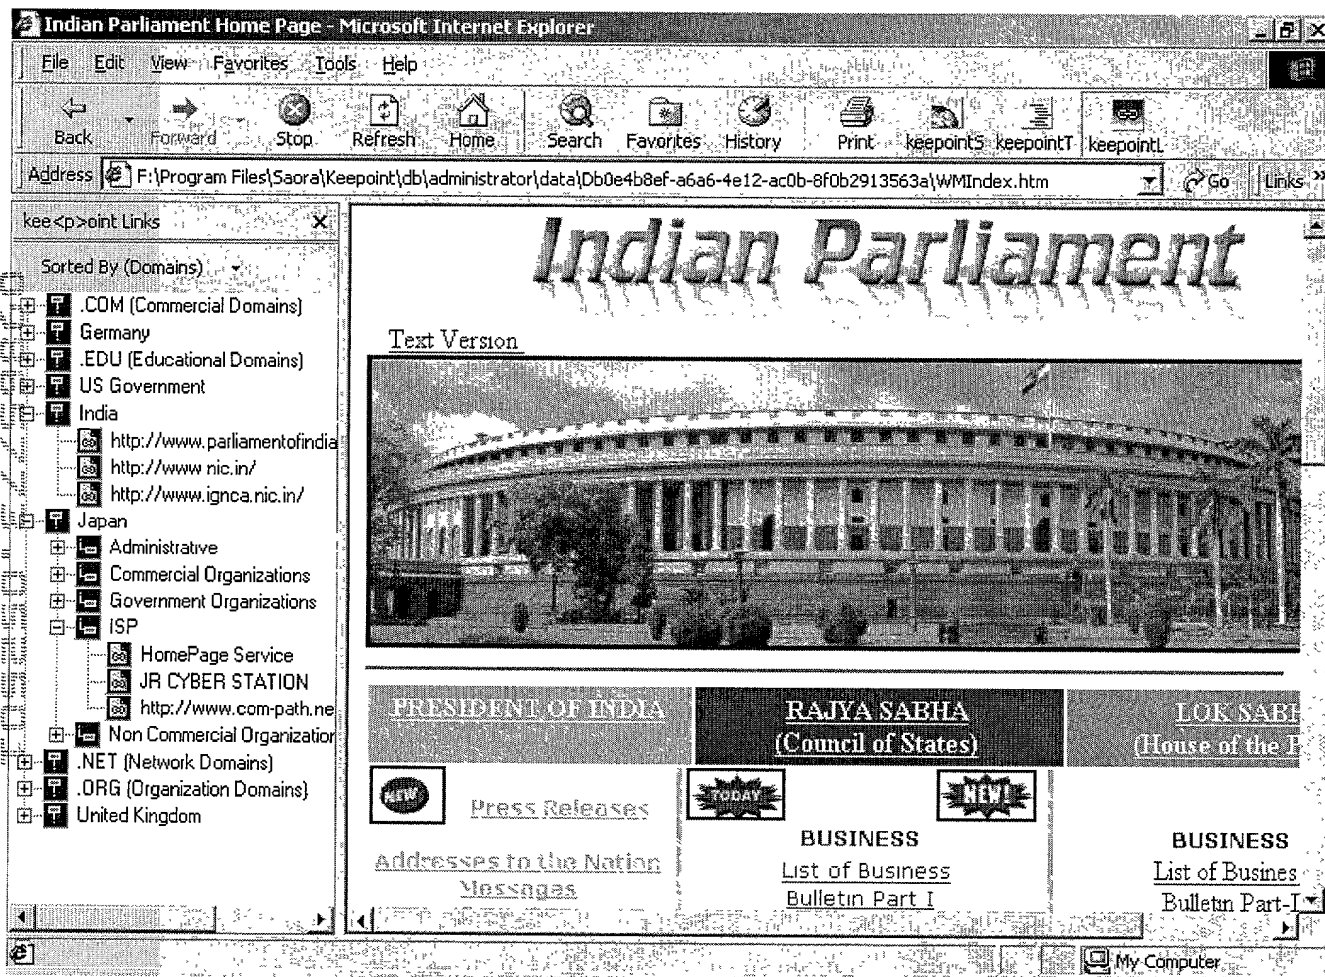 Indian Parliament Home Page - Microsoft Internet Explorer
File Edit View Favorites Tools Help
Back Forward Stop Refresh Home Search Favorites History Print keepointS keepointT keepointL
Address F:\Program Files\Saora\Keepoint\db\administrator\data\Db0e4b8ef-a6a6-4e12-ac0b-8f0b2913563a\WMIndex.htm Go Links »
kee<p>oint Links
Sorted By (Domains)
.COM (Commercial Domains)
Germany
.EDU (Educational Domains)
US Government
India
http://www.parliamentofindia
http://www.nic.in/
http://www.ignca.nic.in/
Japan
Administrative
Commercial Organizations
Government Organizations
ISP
HomePage Service
JR CYBER STATION
http://www.com-path.ne
Non Commercial Organization
.NET (Network Domains)
.ORG (Organization Domains)
United Kingdom
Indian Parliament
Text Version
PRESIDENT OF INDIA
RAJYA SABHA
(Council of States)
LOK SABH
(House of the P
NEW
Press Releases
Addresses to the Nation
Messages
TODAY NEW!
BUSINESS
List of Business
Bulletin Part I
BUSINESS
List of Busines
Bulletin Part-I
My Computer